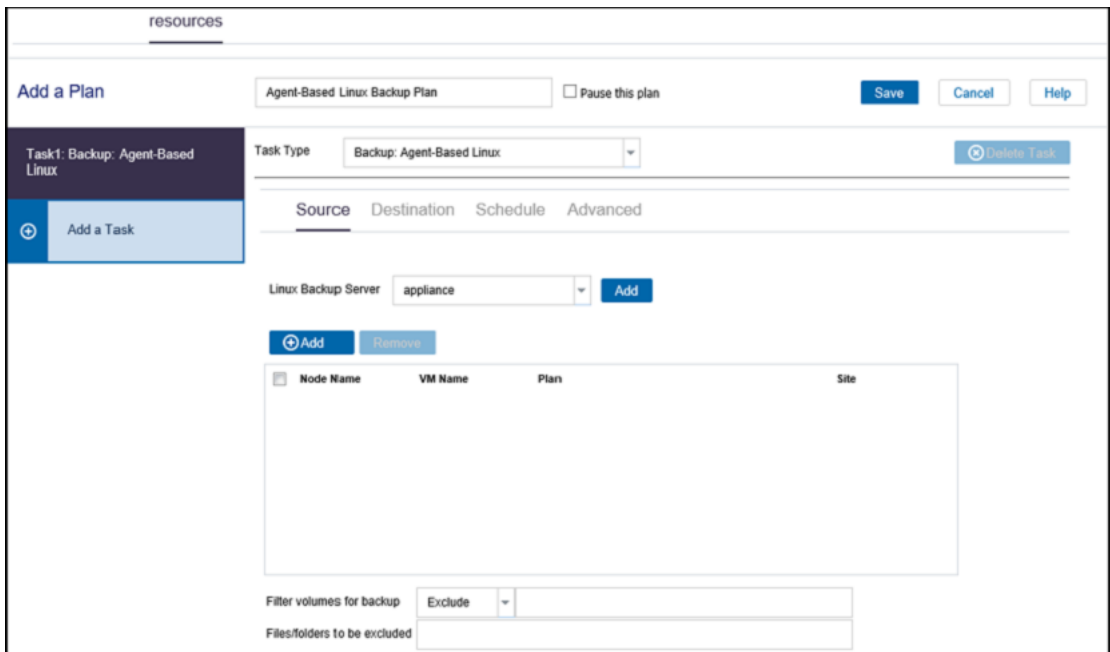 resources
Add a Plan
Agent-Based Linux Backup Plan
Pause this plan
Save
Cancel
Help
Task1: Backup: Agent-Based
Linux
Task Type
Backup: Agent-Based Linux
Delete Task
Add a Task
Source
Destination
Schedule
Advanced
Linux Backup Server
appliance
Add
Add
Remove
Node Name
VM Name
Plan
Site
Filter volumes for backup
Exclude
Files/folders to be excluded